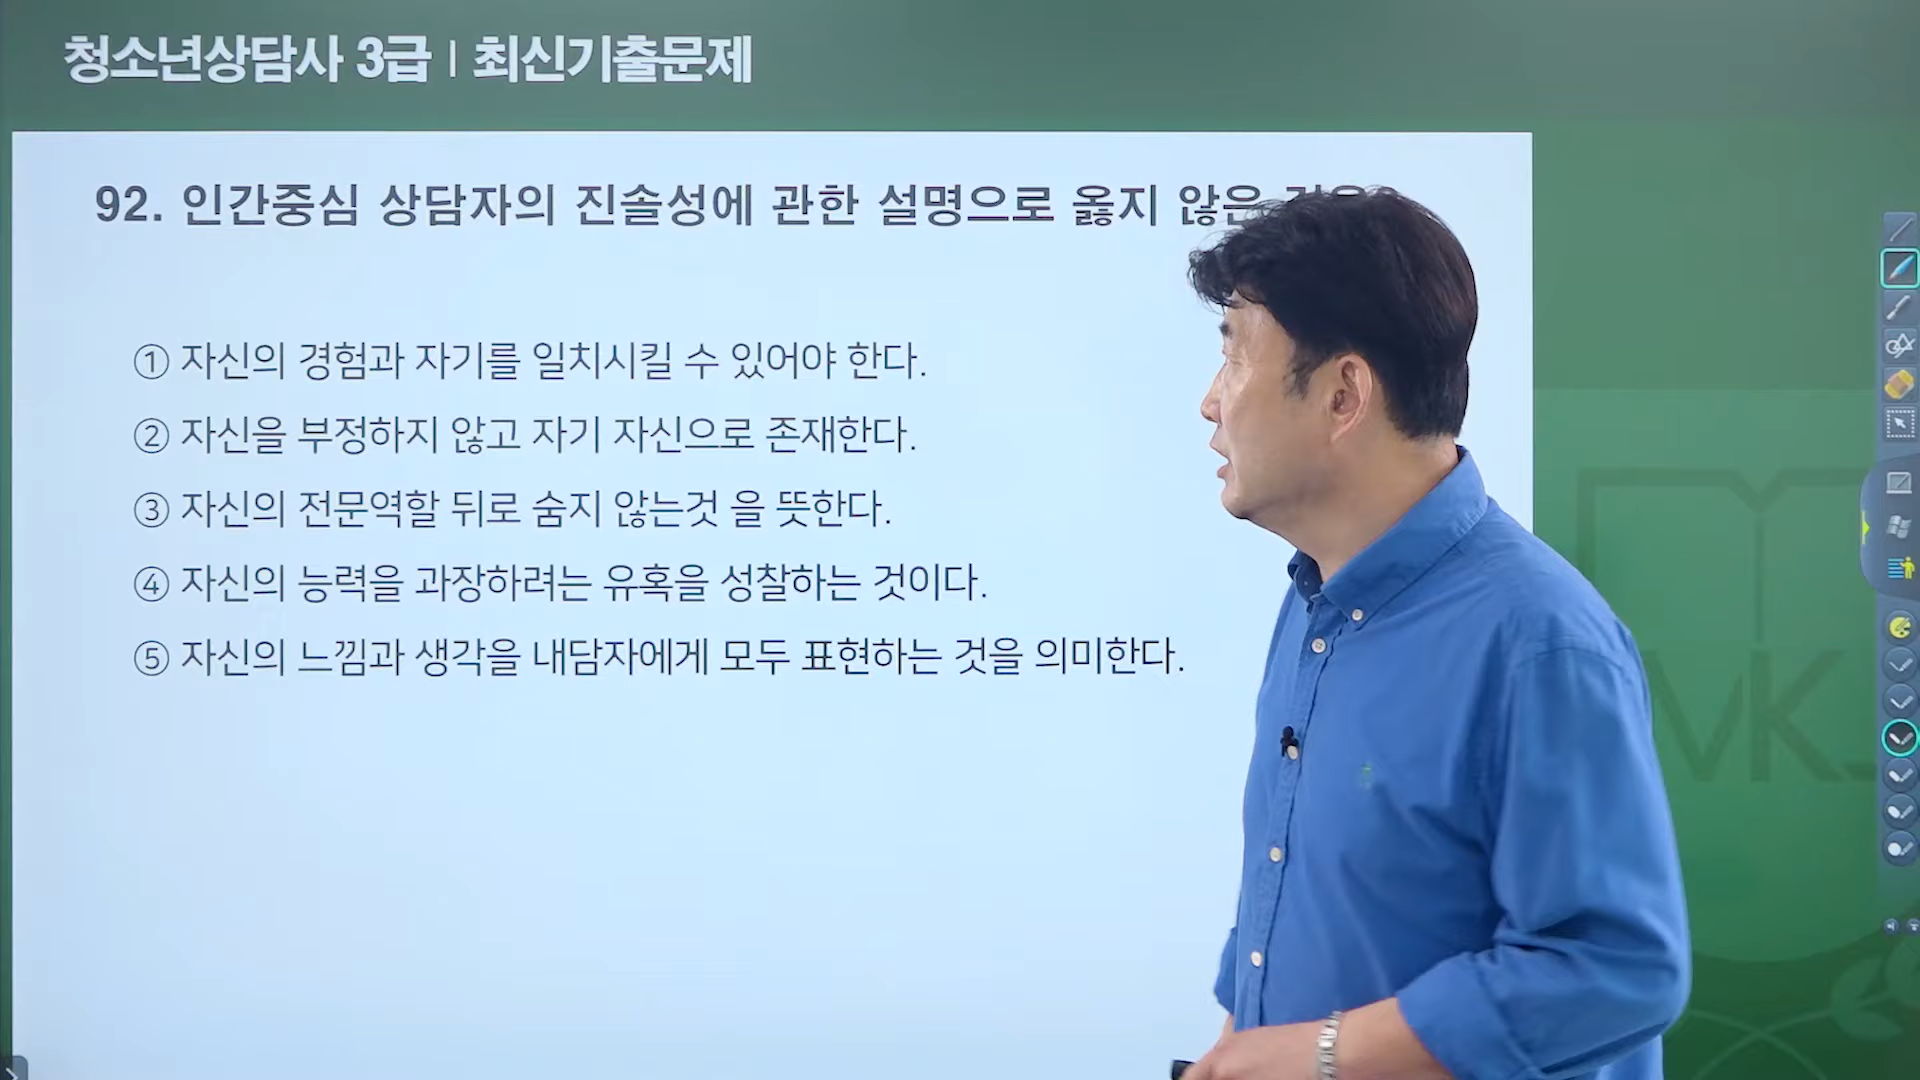 청소년상담사 3급 | 최신기출문제
92. 인간중심 상담자의 진솔성에 관한 설명으로 옳지 않은
① 자신의 경험과 자기를 일치시킬 수 있어야 한다.
② 자신을 부정하지 않고 자기 자신으로 존재한다.
③ 자신의 전문역할 뒤로 숨지 않는것 을 뜻한다.
④ 자신의 능력을 과장하려는 유혹을 성찰하는 것이다.
⑤ 자신의 느낌과 생각을 내담자에게 모두 표현하는 것을 의미한다.